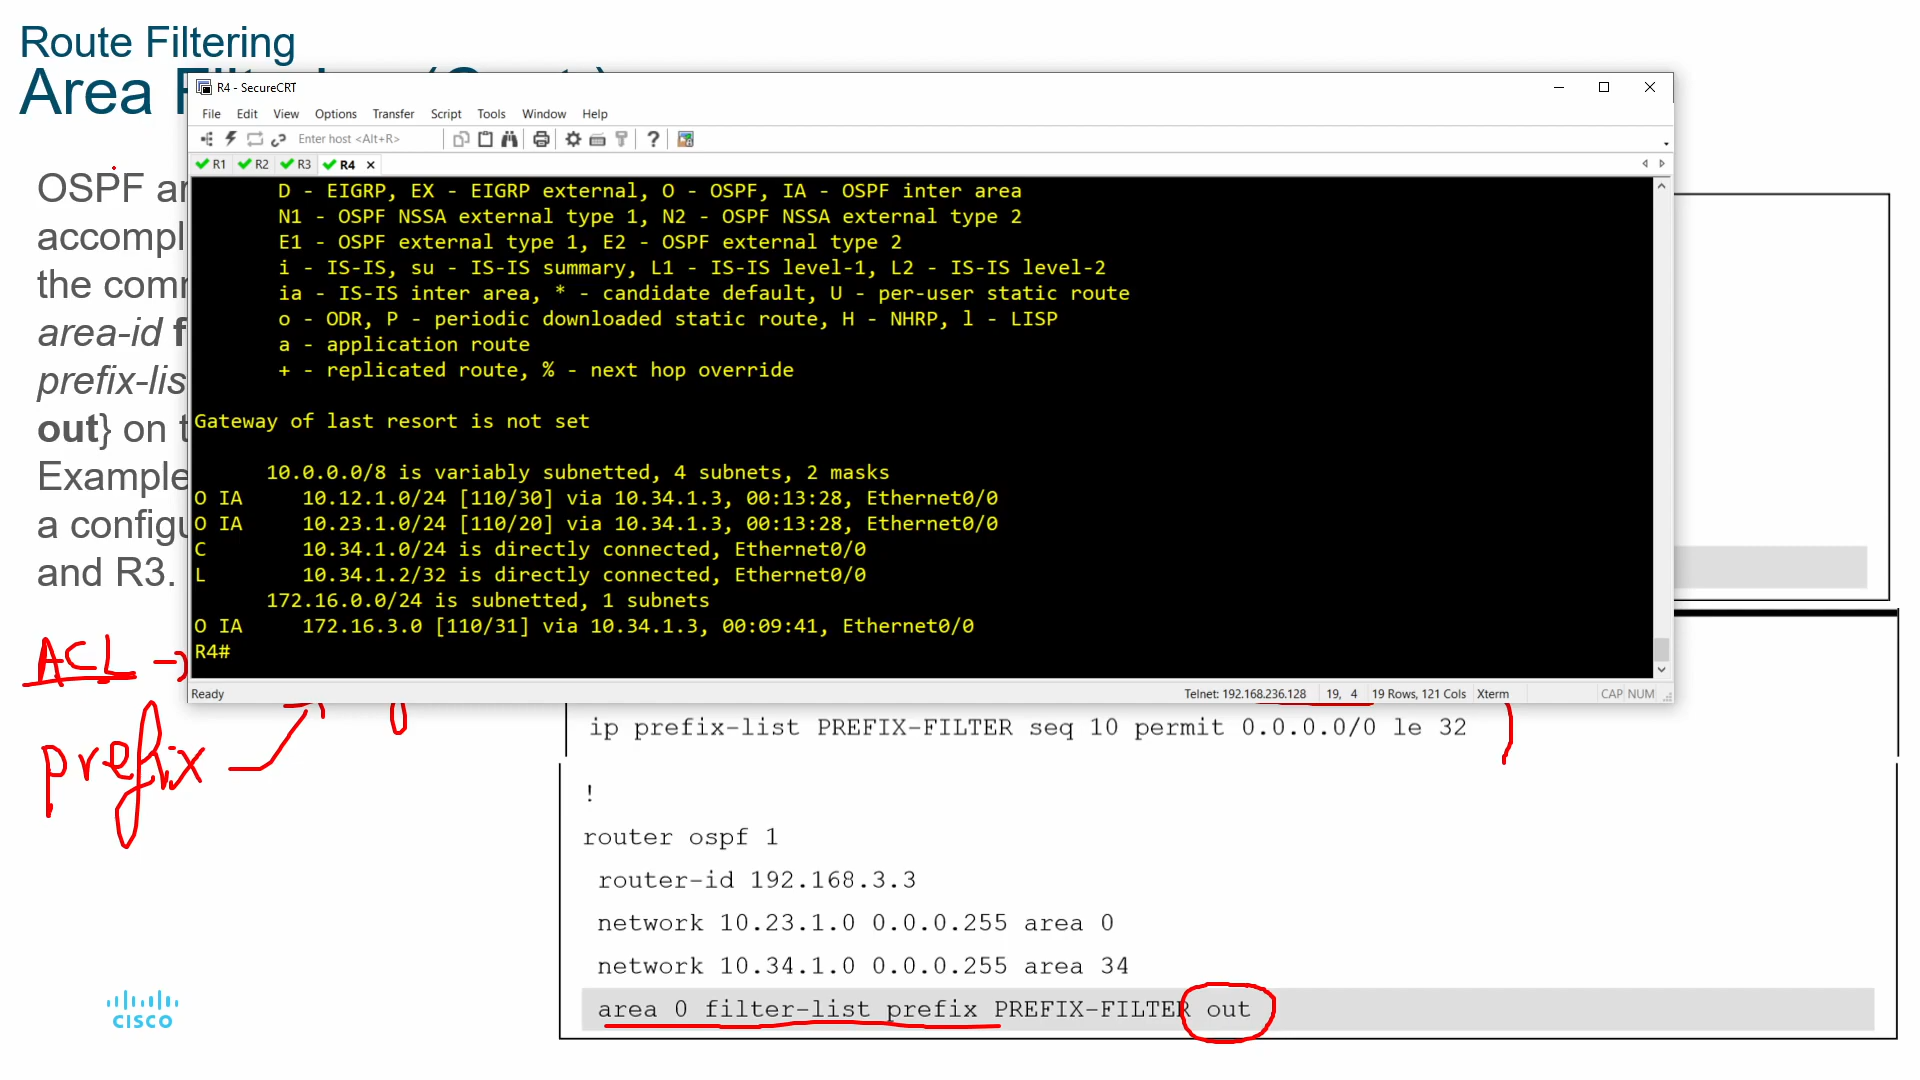 Route Filtering
Area
R4 - SecureCRT
File Edit View Options Transfer Script Tools Window Help
Enter host <Alt+R>
R1 R2 R3 R4
OSPF
accompl
the com
area-id f
prefix-lis
out} on
Example
a config
and R3.
D - EIGRP, EX - EIGRP external, O - OSPF, IA - OSPF inter area
N1 - OSPF NSSA external type 1, N2 - OSPF NSSA external type 2
E1 - OSPF external type 1, E2 - OSPF external type 2
i - IS-IS, su - IS-IS summary, L1 - IS-IS level-1, L2 - IS-IS level-2
ia - IS-IS inter area, * - candidate default, U - per-user static route
o - ODR, P - periodic downloaded static route, H - NHRP, l - LISP
a - application route
+ - replicated route, % - next hop override
Gateway of last resort is not set
10.0.0.0/8 is variably subnetted, 4 subnets, 2 masks
O IA 10.12.1.0/24 [110/30] via 10.34.1.3, 00:13:28, Ethernet0/0
O IA 10.23.1.0/24 [110/20] via 10.34.1.3, 00:13:28, Ethernet0/0
C 10.34.1.0/24 is directly connected, Ethernet0/0
L 10.34.1.2/32 is directly connected, Ethernet0/0
172.16.0.0/24 is subnetted, 1 subnets
O IA 172.16.3.0 [110/31] via 10.34.1.3, 00:09:41, Ethernet0/0
R4#
Ready Telnet: 192.168.236.128 19, 4 19 Rows, 121 Cols Xterm CAP NUM
ACL
prefix
ip prefix-list PREFIX-FILTER seq 10 permit 0.0.0.0/0 le 32
!
router ospf 1
router-id 192.168.3.3
network 10.23.1.0 0.0.0.255 area 0
network 10.34.1.0 0.0.0.255 area 34
area 0 filter-list prefix PREFIX-FILTER out
CISCO